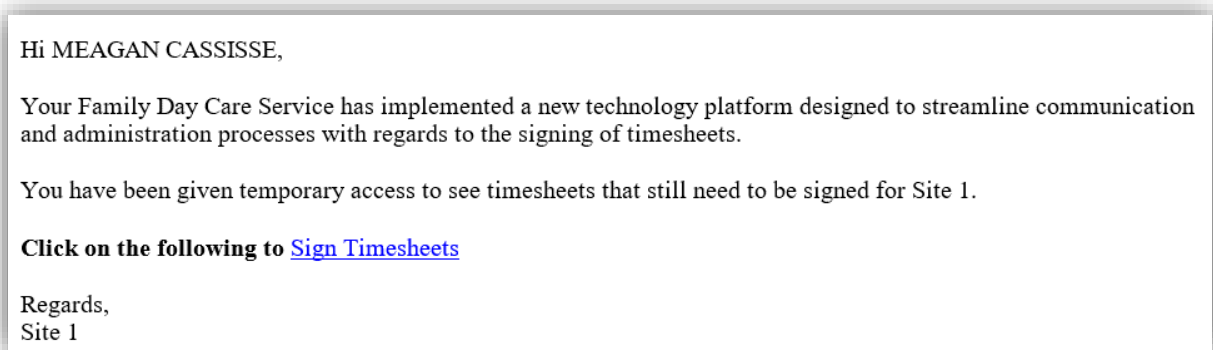 Hi MEAGAN CASSISSE,
Your Family Day Care Service has implemented a new technology platform designed to streamline communication
and administration processes with regards to the signing of timesheets.
You have been given temporary access to see timesheets that still need to be signed for Site 1.
Click on the following to Sign Timesheets
Regards,
Site 1